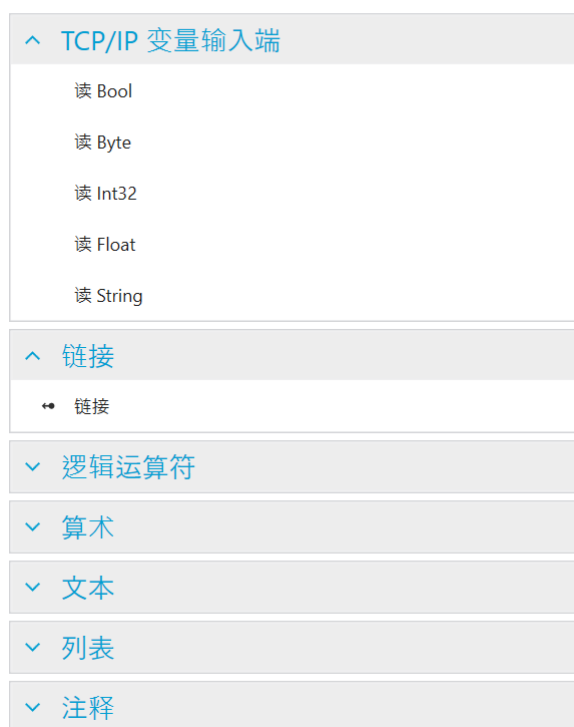 TCP/IP 变量输入端
读 Bool
读 Byte
读 Int32
读 Float
读 String
链接
链接
逻辑运算符
算术
文本
列表
注释